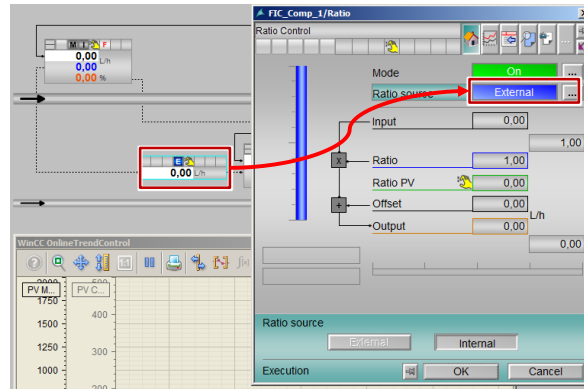 FIC_Comp_1/Ratio
Ratio Control
M I F
0,00 L/h
0,00
0,00 %
E
0,00 L/h
Mode On ...
Ratio source External ...
Input 0,00
1,00
x Ratio 1,00
Ratio PV 0,00
+ Offset 0,00
L/h
Output 0,00
0,00
Ratio source
External Internal
Execution OK Cancel
WinCC OnlineTrendControl
PV M... PV C...
1750
1500 400
1250 300
1000 200